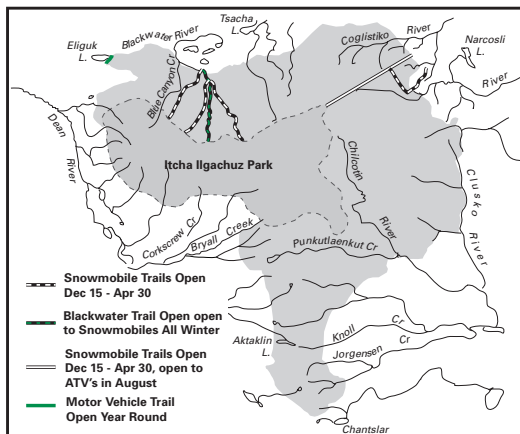 Tsacha
L.
Blackwater River
Eliguk
L.
Coglistiko River
Narcosli
L.
River
Blue Canyon Cr
Dean
River
Itcha Ilgachuz Park
Chilcotin
River
Clusko
River
Corkscrew Cr
Bryall Creek
Punkutlaenkut Cr
Snowmobile Trails Open
Dec 15 - Apr 30
Blackwater Trail Open open
to Snowmobiles All Winter
Snowmobile Trails Open
Dec 15 - Apr 30, open to
ATV's in August
Motor Vehicle Trail
Open Year Round
Aktaklin
L.
Knoll Cr
Jorgensen Cr
Chantslar